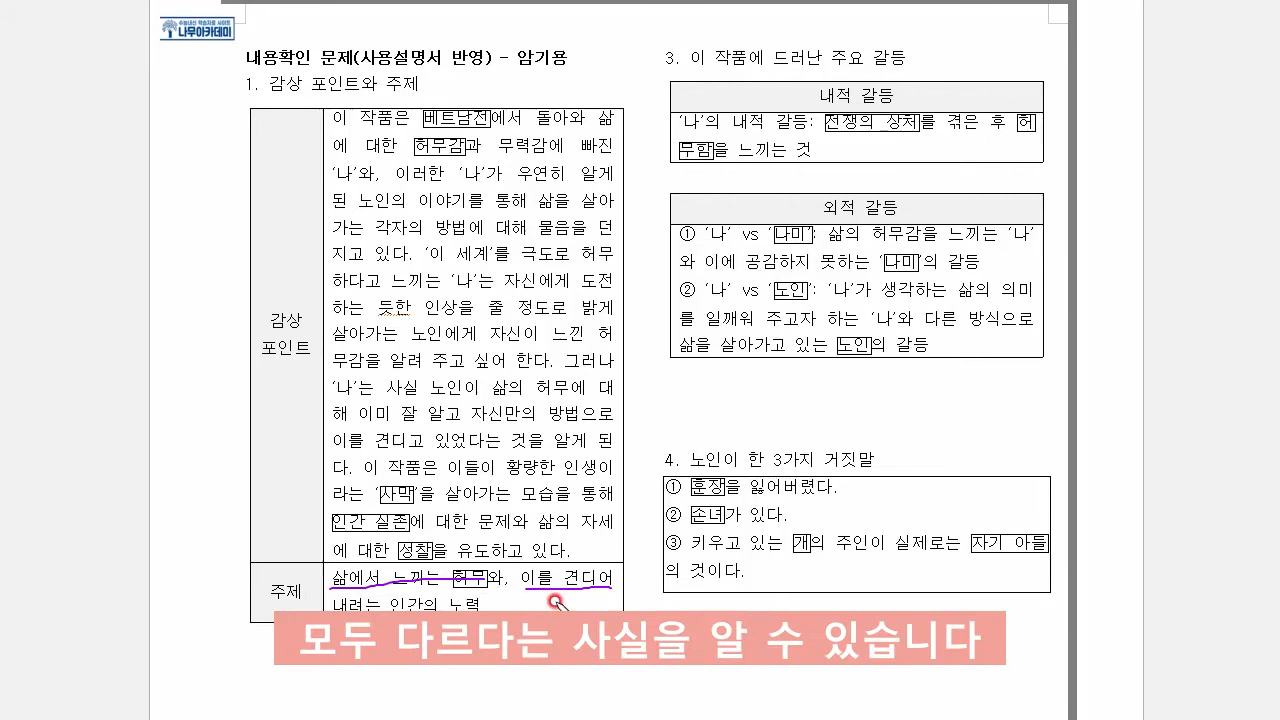 수능내신 학습자료 사이트
나무아카데미
내용확인 문제(사용설명서 반영) - 암기용
1. 감상 포인트와 주제
감상
포인트
이 작품은 베트남전에서 돌아와 삶
에 대한 허무감과 무력감에 빠진
‘나’와, 이러한 ‘나’가 우연히 알게
된 노인의 이야기를 통해 삶을 살아
가는 각자의 방법에 대해 물음을 던
지고 있다. ‘이 세계’를 극도로 허무
하다고 느끼는 ‘나’는 자신에게 도전
하는 듯한 인상을 줄 정도로 밝게
살아가는 노인에게 자신이 느낀 허
무감을 알려 주고 싶어 한다. 그러나
‘나’는 사실 노인이 삶의 허무에 대
해 이미 잘 알고 자신만의 방법으로
이를 견디고 있었다는 것을 알게 된
다. 이 작품은 이들이 황량한 인생이
라는 ‘사막’을 살아가는 모습을 통해
인간 실존에 대한 문제와 삶의 자세
에 대한 성찰을 유도하고 있다.
주제
삶에서 느끼는 허무와, 이를 견디어
내려는 인간의 노력
3. 이 작품에 드러난 주요 갈등
내적 갈등
‘나’의 내적 갈등: 전쟁의 상처를 겪은 후 허
무함을 느끼는 것
외적 갈등
① ‘나’ vs ‘나미’: 삶의 허무감을 느끼는 ‘나’
와 이에 공감하지 못하는 ‘나미’의 갈등
② ‘나’ vs ‘노인’: ‘나’가 생각하는 삶의 의미
를 일깨워 주고자 하는 ‘나’와 다른 방식으로
삶을 살아가고 있는 노인의 갈등
4. 노인이 한 3가지 거짓말
① 훈장을 잃어버렸다.
② 손녀가 있다.
③ 키우고 있는 개의 주인이 실제로는 자기 아들
의 것이다.
모두 다르다는 사실을 알 수 있습니다